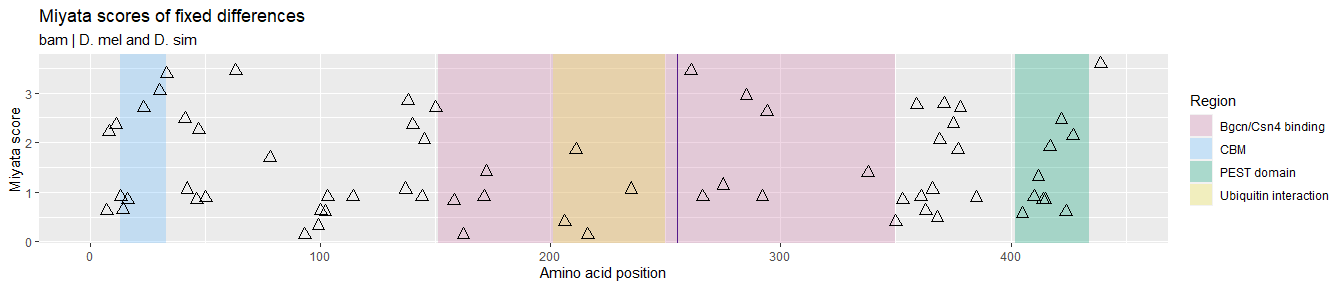 Miyata scores of fixed differences
bam | D. mel and D. sim
Miyata score
3
2
1
0
0
100
200
300
400
Amino acid position
Region
Bgcn/Csn4 binding
CBM
PEST domain
Ubiquitin interaction